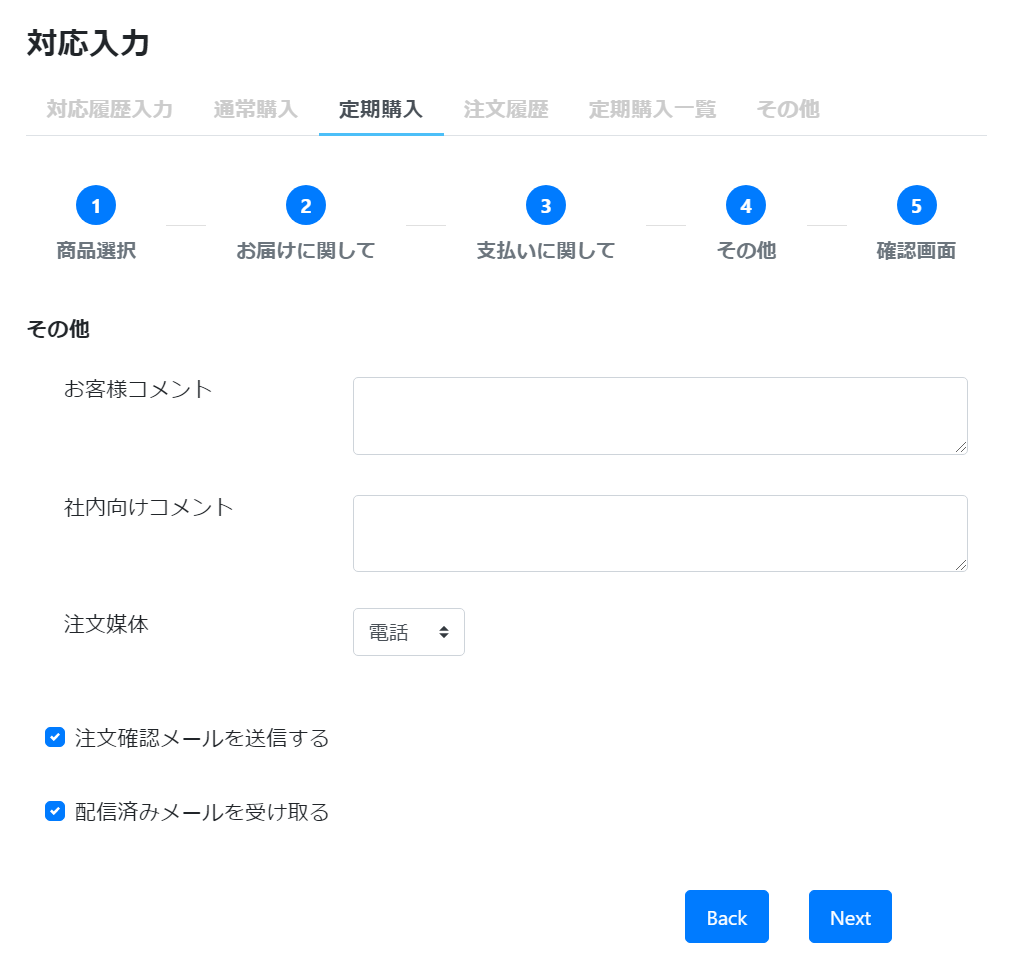 対応入力
対応履歴入力 通常購入 定期購入 注文履歴 定期購入一覧 その他
1 2 3 4 5
商品選択 お届けに関して 支払いに関して その他 確認画面
その他
お客様コメント
社内向けコメント
注文媒体 電話
注文確認メールを送信する
配信済みメールを受け取る
Back Next